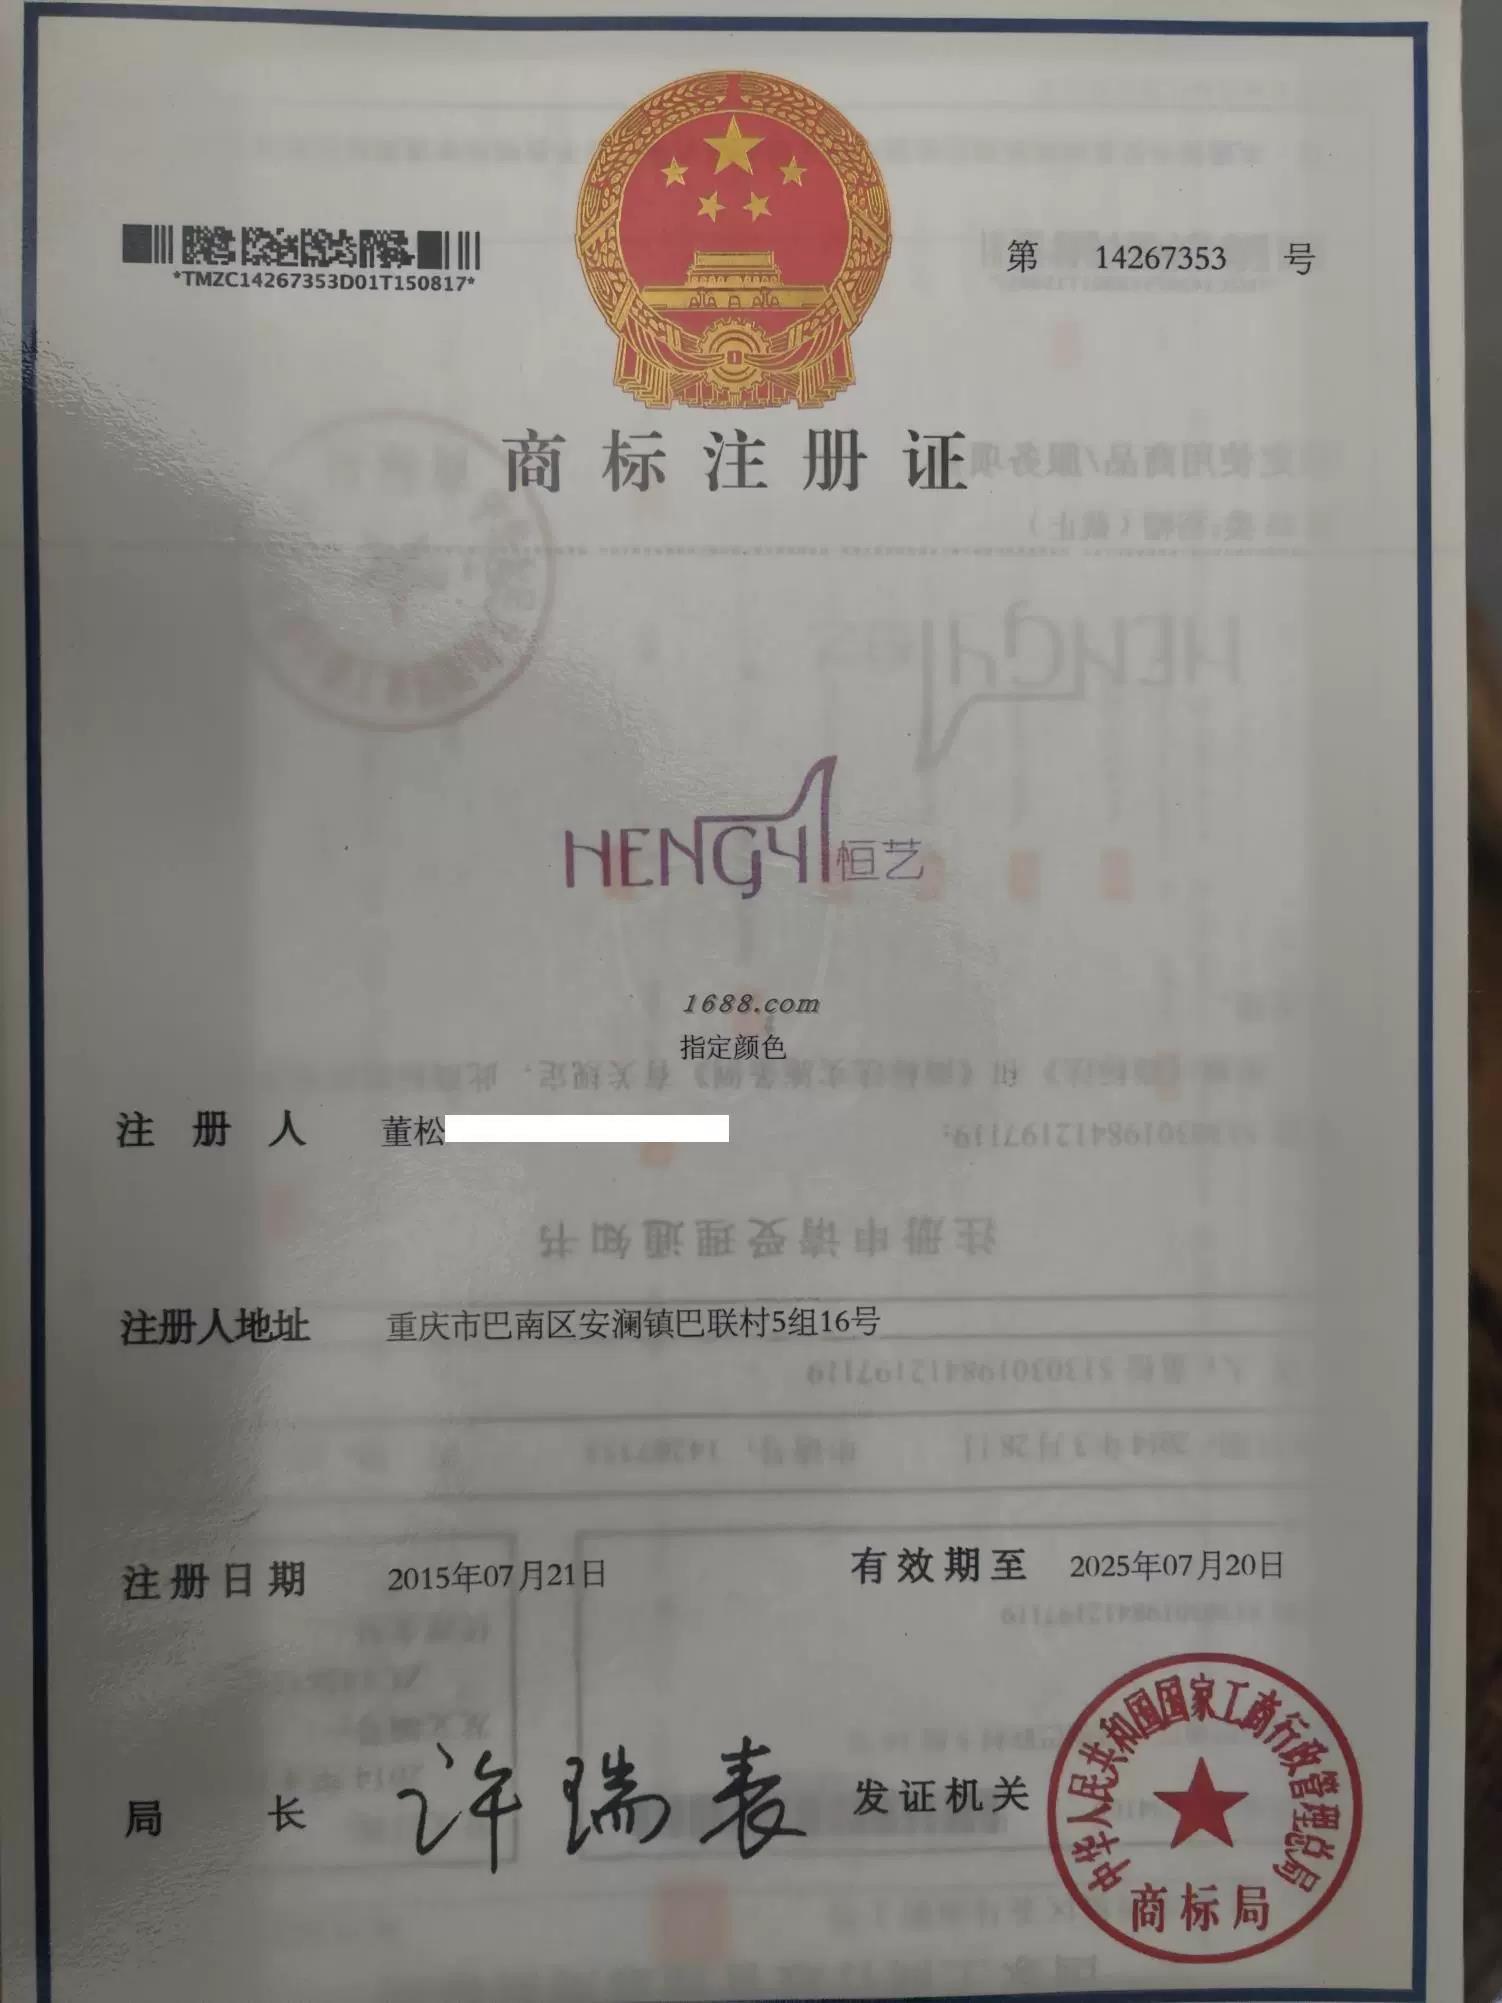 *TMZC14267353D01T150817*
第 14267353 号
商标注册证
HENGYI恒艺
1688.com
指定颜色
注册人 董松
注册人地址 重庆市巴南区安澜镇巴联村5组16号
注册日期 2015年07月21日 有效期至 2025年07月20日
局长 许瑞表 发证机关
中华人民共和国国家工商行政管理总局
商标局